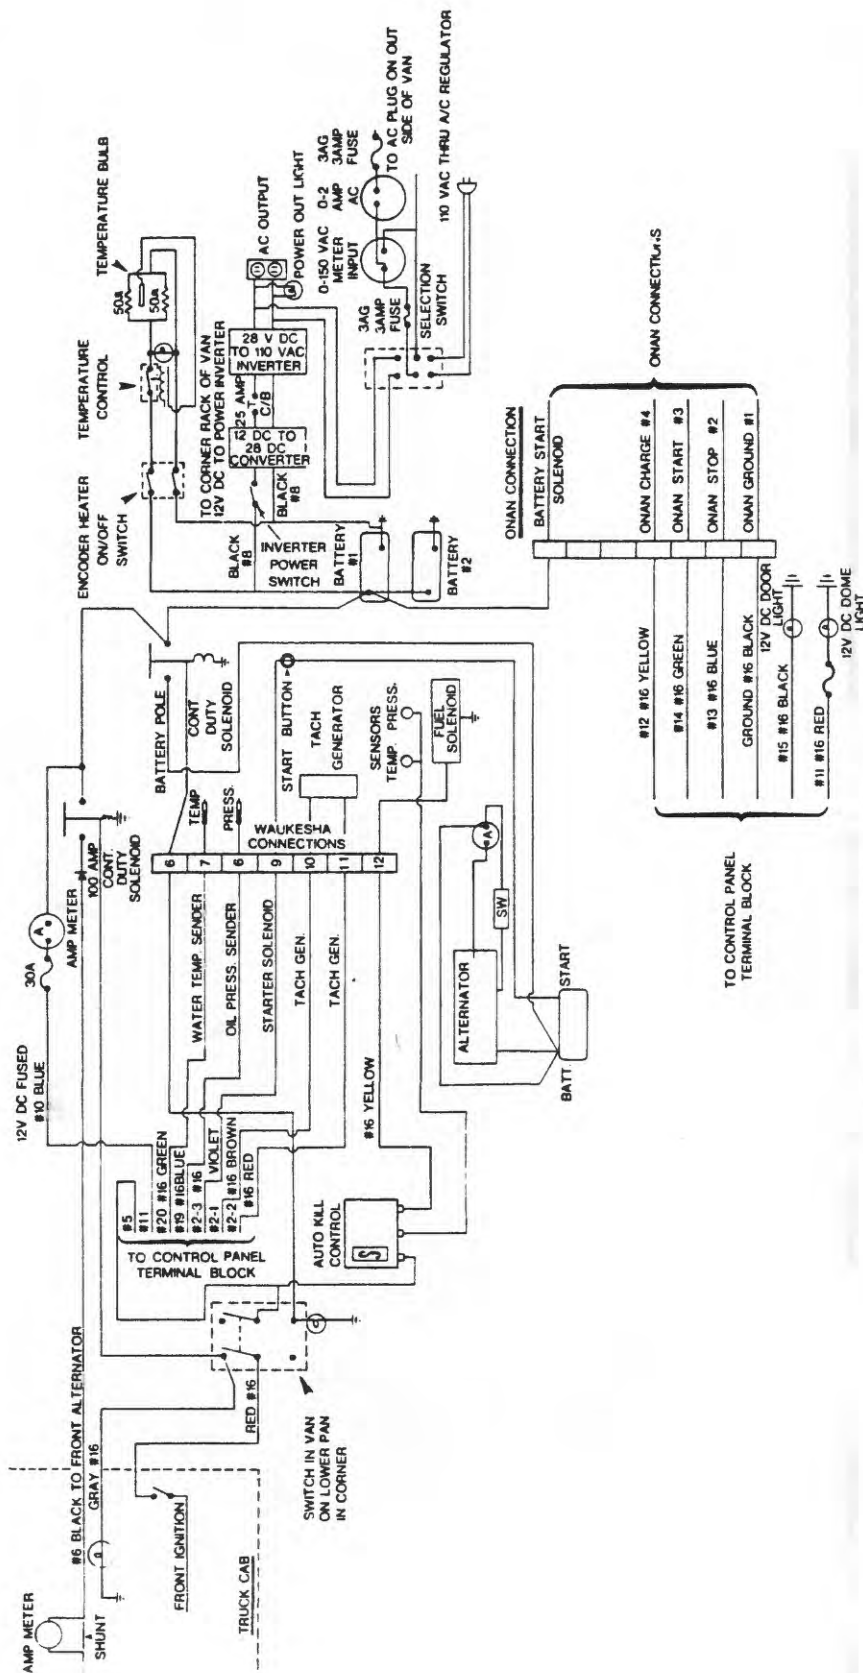 TEMPERATURE BULB
50Ω
50Ω
TEMPERATURE
CONTROL
ENCODER HEATER
ON/OFF
SWITCH
TO CORNER RACK OF VAN
12V DC TO POWER INVERTER
AC OUTPUT
POWER OUT LIGHT
28 V DC
TO 110 VAC
INVERTER
25 AMP
C/B
12 DC TO
28 DC
CONVERTER
BLACK
#8
BLACK
#8
INVERTER
POWER
SWITCH
BATTERY
#1
BATTERY
#2
0-150 VAC
METER
INPUT
0-2
AMP
AC
3AG
3AMP
FUSE
TO AC PLUG ON OUT
SIDE OF VAN
3AG
3AMP
FUSE
SELECTION
SWITCH
110 VAC THRU A/C REGULATOR
ONAN CONNECTION
BATTERY START
SOLENOID
ONAN CHARGE #4
ONAN START #3
ONAN STOP #2
ONAN GROUND #1
ONAN CONNECTIONS
#12 #16 YELLOW
#14 #16 GREEN
#13 #16 BLUE
GROUND #16 BLACK
12V DC DOOR
LIGHT
#15 #16 BLACK
#11 #16 RED
12V DC DOME
LIGHT
TO CONTROL PANEL
TERMINAL BLOCK
BATTERY POLE
CONT
DUTY
SOLENOID
START BUTTON
TACH
GENERATOR
SENSORS
TEMP. PRESS.
FUEL
SOLENOID
TEMP
PRESS.
WAUKESHA
CONNECTIONS
6
7
6
9
10
11
12
30A
A
AMP METER
100 AMP
CONT.
DUTY
SOLENOID
WATER TEMP. SENDER
OIL PRESS. SENDER
STARTER SOLENOID
TACH GEN.
TACH GEN.
#16 YELLOW
A
SW
ALTERNATOR
START
BATT.
12V DC FUSED
#10 BLUE
#5
#11
#20 #16 GREEN
#19 #16BLUE
#2-3 #16
#2-1 VIOLET
#2-2 #16 BROWN
#16 RED
TO CONTROL PANEL
TERMINAL BLOCK
AUTO KILL
CONTROL
#6 BLACK TO FRONT ALTERNATOR
GRAY #16
RED #16
SWITCH IN VAN
ON LOWER PAN
IN CORNER
AMP METER
SHUNT
FRONT IGNITION
TRUCK CAB